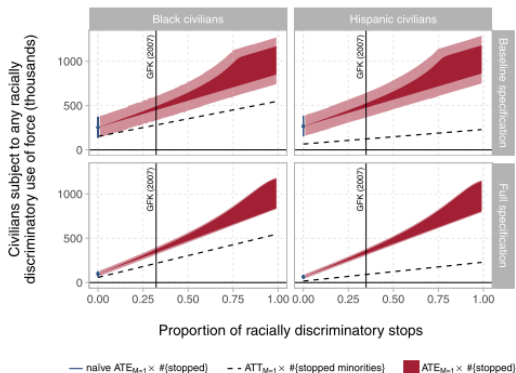 Black civilians
Hispanic civilians
Civilians subject to any racially
discriminatory use of force (thousands)
1000
500
0
GFK (2007)
GFK (2007)
Baseline specification
1000
500
0
GFK (2007)
GFK (2007)
Full specification
0.00 0.25 0.50 0.75 1.00
0.00 0.25 0.50 0.75 1.00
Proportion of racially discriminatory stops
naïve ATE_M=1 × #{stopped}
ATT_M=1 × #{stopped minorities}
ATE_M=1 × #{stopped}